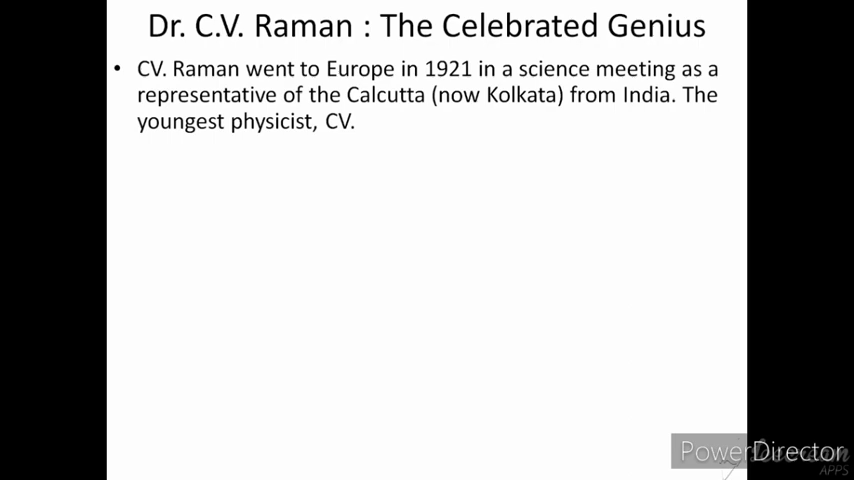 Dr. C.V. Raman : The Celebrated Genius
• CV. Raman went to Europe in 1921 in a science meeting as a
representative of the Calcutta (now Kolkata) from India. The
youngest physicist, CV.
PowerDirector
APPS